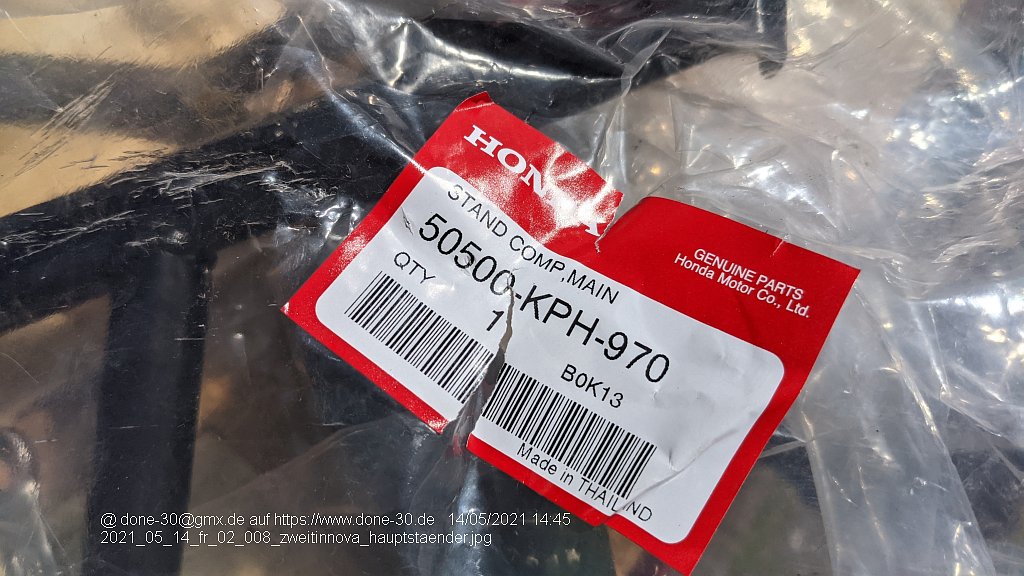 HONDA
GENUINE PARTS
Honda Motor Co., Ltd.
STAND COMP.MAIN
50500-KPH-970
QTY 1
B0K13
Made in THAILAND
@ done-30@gmx.de auf https://www.done-30.de 14/05/2021 14:45
2021_05_14_fr_02_008_zweitinnova_hauptstaender.jpg